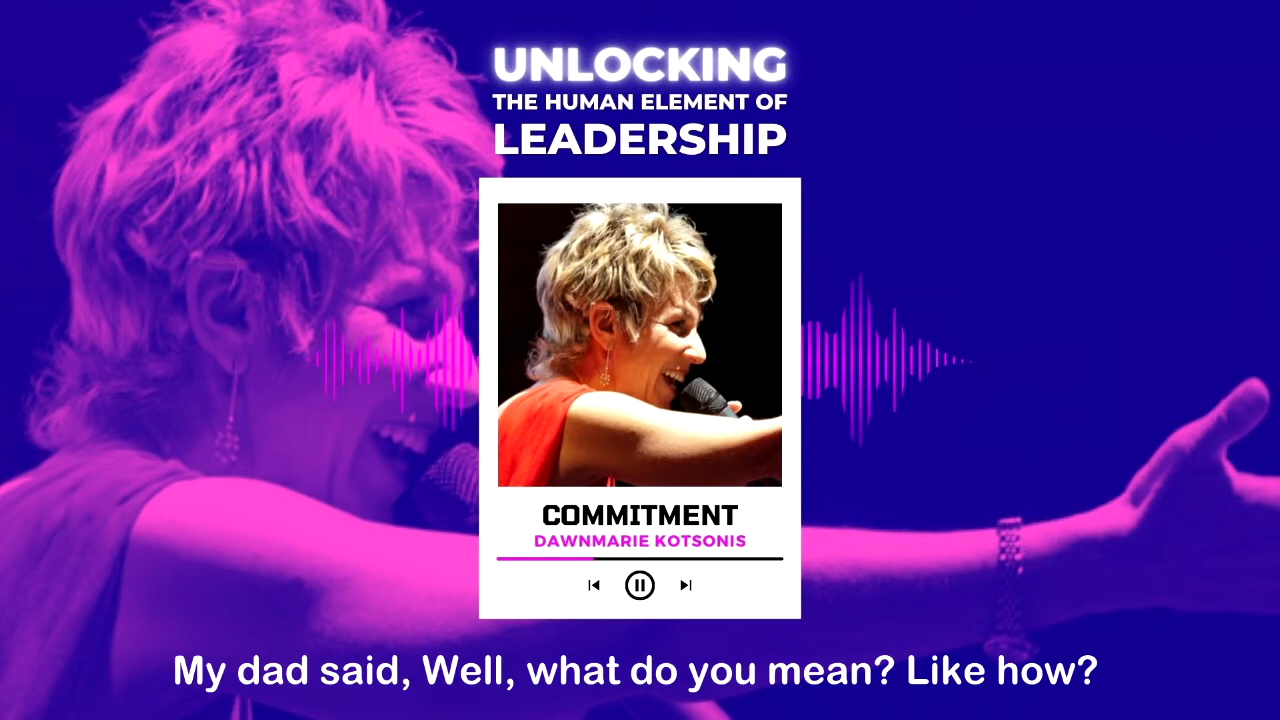 UNLOCKING
THE HUMAN ELEMENT OF
LEADERSHIP
COMMITMENT
DAWNMARIE KOTSONIS
My dad said, Well, what do you mean? Like how?